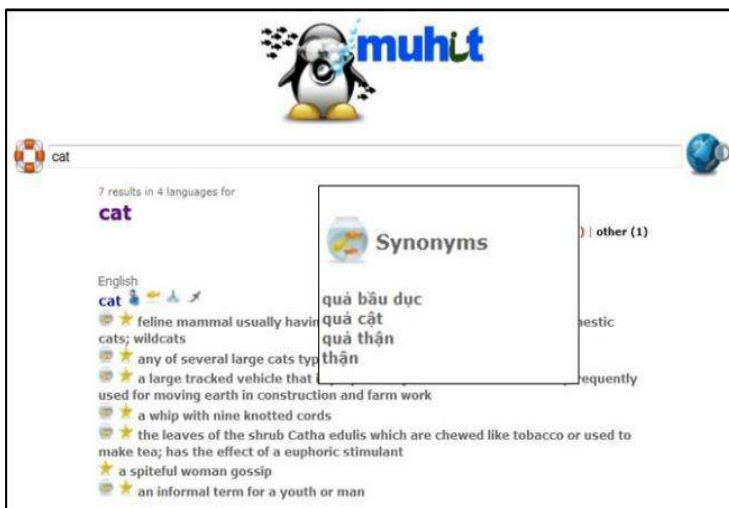 muhit
cat
7 results in 4 languages for
cat
) | other (1)
Synonyms
quả bầu dục
quả cật
quả thận
thận
English
cat
feline mammal usually
cats; wildcats
any of several large cats
a large tracked vehicle that
used for moving earth in construction and farm work
a whip with nine knotted cords
the leaves of the shrub Catha edulis which are chewed like tobacco or used to
make tea; has the effect of a euphoric stimulant
a spiteful woman gossip
an informal term for a youth or man